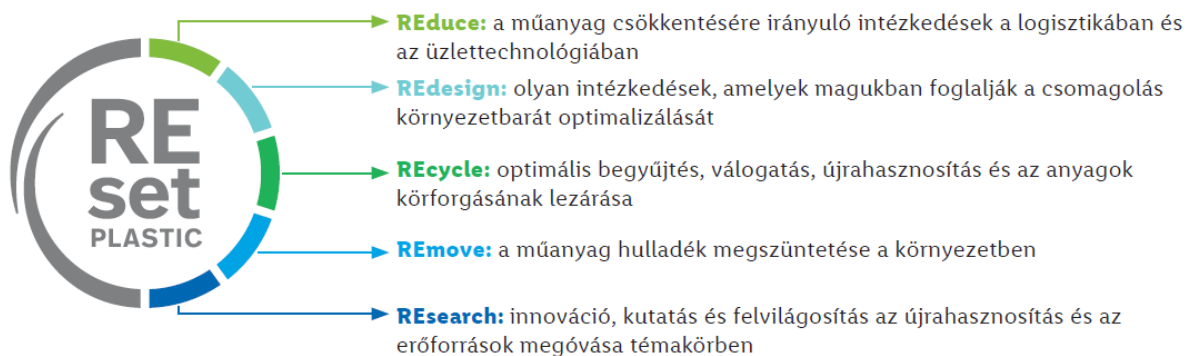 RE
set
PLASTIC
REduce: a műanyag csökkentésére irányuló intézkedések a logisztikában és
az üzlettechnológiában
REdesign: olyan intézkedések, amelyek magukban foglalják a csomagolás
környezetbarát optimalizálását
REcycle: optimális begyűjtés, válogatás, újrahasznosítás és az anyagok
körforgásának lezárása
REmove: a műanyag hulladék megszüntetése a környezetben
REsearch: innováció, kutatás és felvilágosítás az újrahasznosítás és az
erőforrások megóvása témakörben